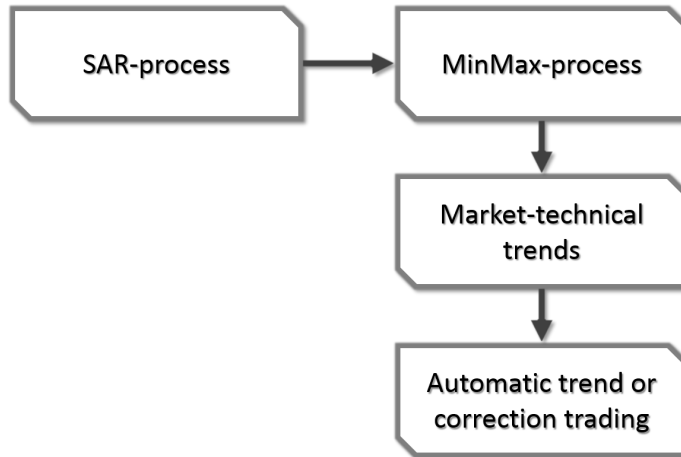 SAR-process
MinMax-process
Market-technical
trends
Automatic trend or
correction trading